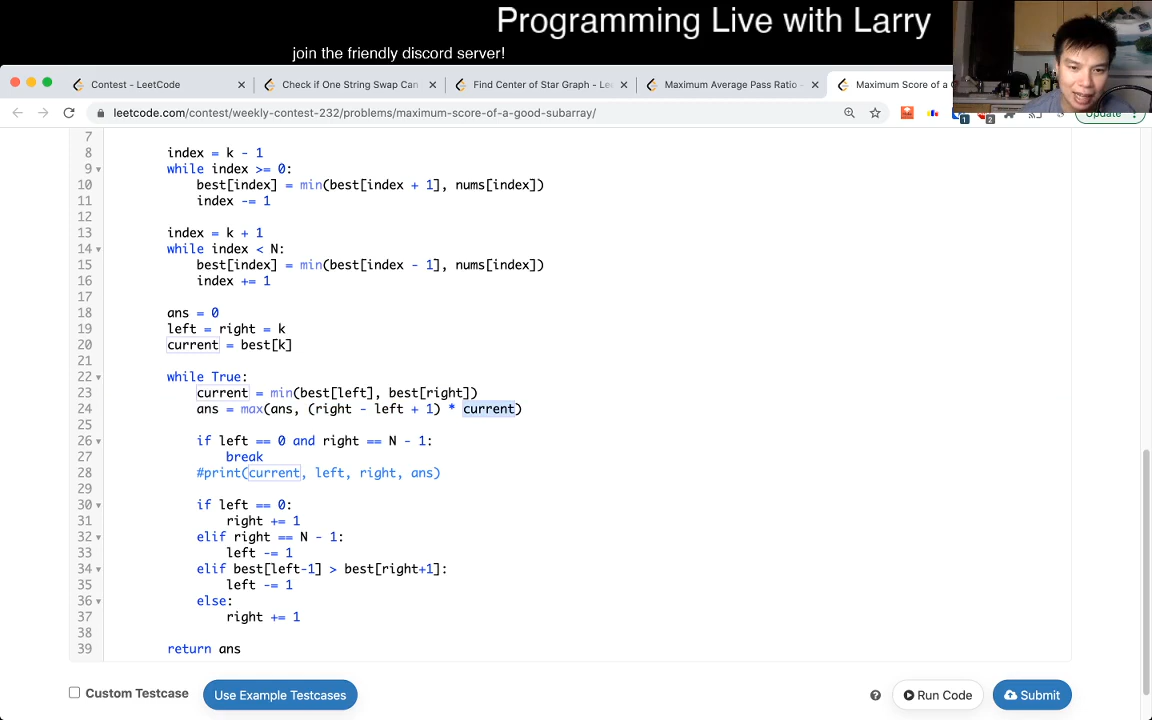 Programming Live with Larry
join the friendly discord server!
Contest - LeetCode
Check if One String Swap Can
Find Center of Star Graph - Le
Maximum Average Pass Ratio -
Maximum Score of a
leetcode.com/contest/weekly-contest-232/problems/maximum-score-of-a-good-subarray/
Update
1
2
7
8 index = k - 1
9 while index >= 0:
10 best[index] = min(best[index + 1], nums[index])
11 index -= 1
12
13 index = k + 1
14 while index < N:
15 best[index] = min(best[index - 1], nums[index])
16 index += 1
17
18 ans = 0
19 left = right = k
20 current = best[k]
21
22 while True:
23 current = min(best[left], best[right])
24 ans = max(ans, (right - left + 1) * current)
25
26 if left == 0 and right == N - 1:
27 break
28 #print(current, left, right, ans)
29
30 if left == 0:
31 right += 1
32 elif right == N - 1:
33 left -= 1
34 elif best[left-1] > best[right+1]:
35 left -= 1
36 else:
37 right += 1
38
39 return ans
Custom Testcase
Use Example Testcases
?
Run Code
Submit